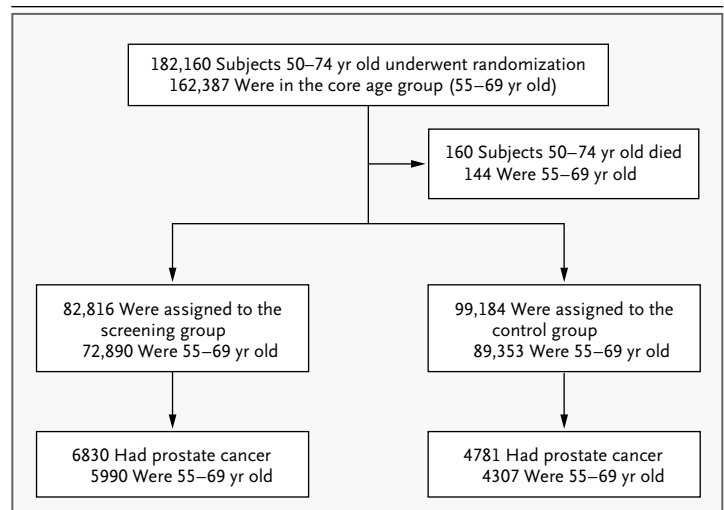 182,160 Subjects 50–74 yr old underwent randomization
162,387 Were in the core age group (55–69 yr old)
160 Subjects 50–74 yr old died
144 Were 55–69 yr old
82,816 Were assigned to the
screening group
72,890 Were 55–69 yr old
99,184 Were assigned to the
control group
89,353 Were 55–69 yr old
6830 Had prostate cancer
5990 Were 55–69 yr old
4781 Had prostate cancer
4307 Were 55–69 yr old